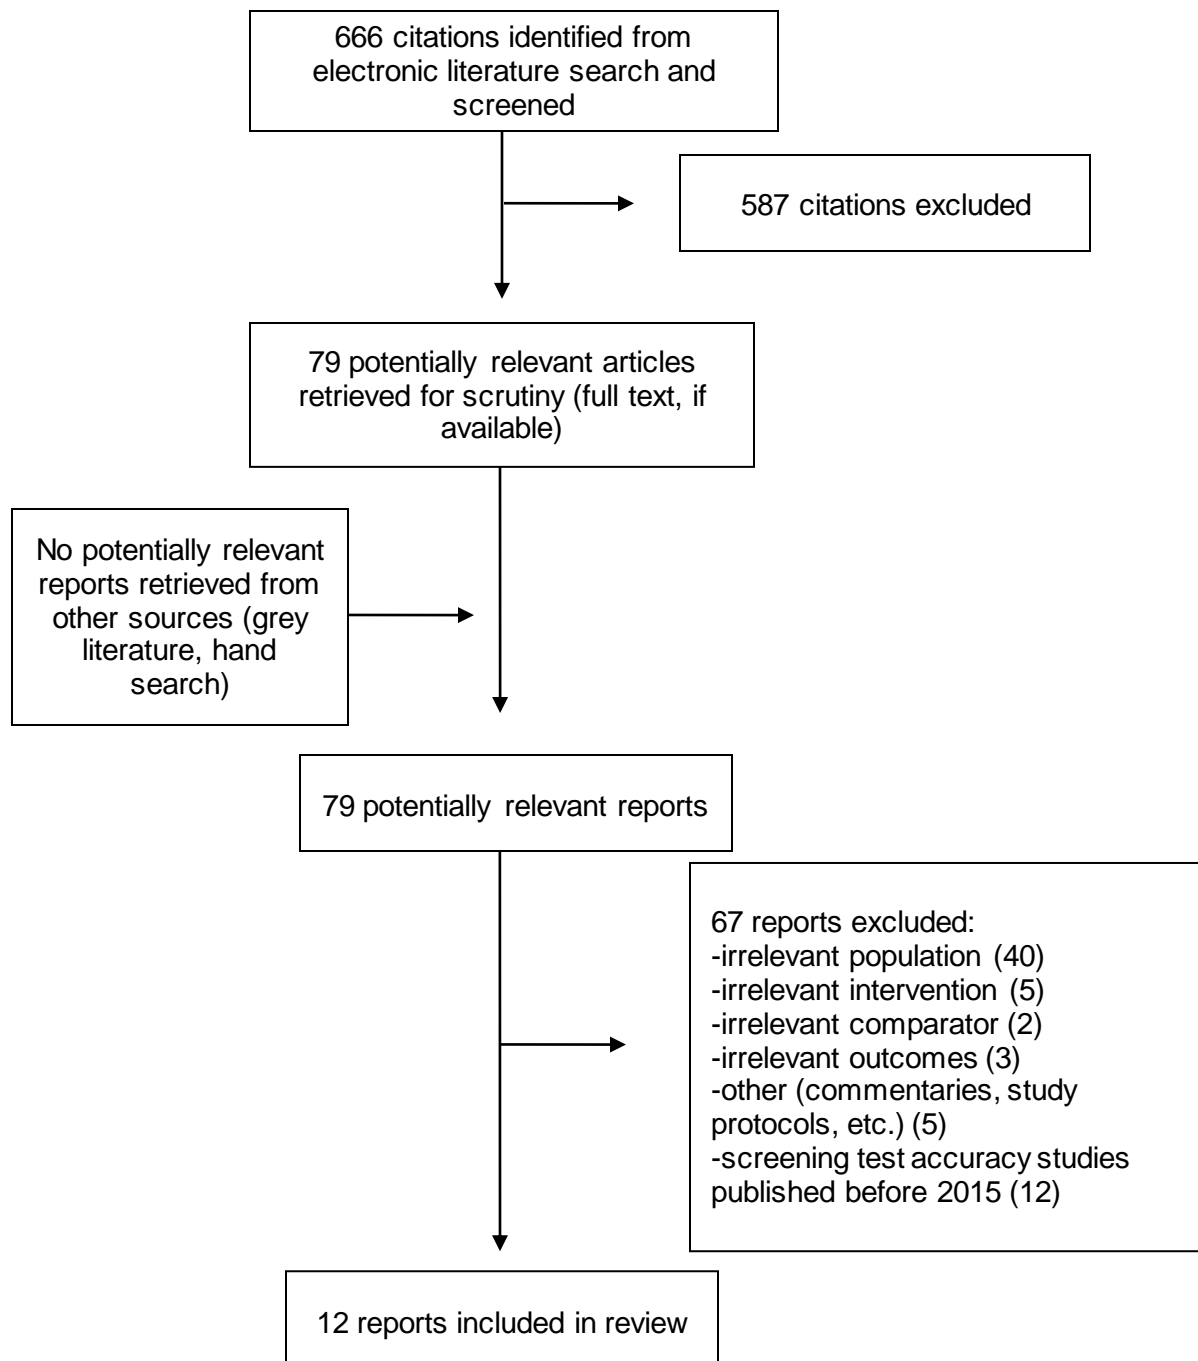 666 citations identified from
electronic literature search and
screened
587 citations excluded
79 potentially relevant articles
retrieved for scrutiny (full text, if
available)
No potentially relevant
reports retrieved from
other sources (grey
literature, hand
search)
79 potentially relevant reports
67 reports excluded:
-irrelevant population (40)
-irrelevant intervention (5)
-irrelevant comparator (2)
-irrelevant outcomes (3)
-other (commentaries, study
protocols, etc.) (5)
-screening test accuracy studies
published before 2015 (12)
12 reports included in review